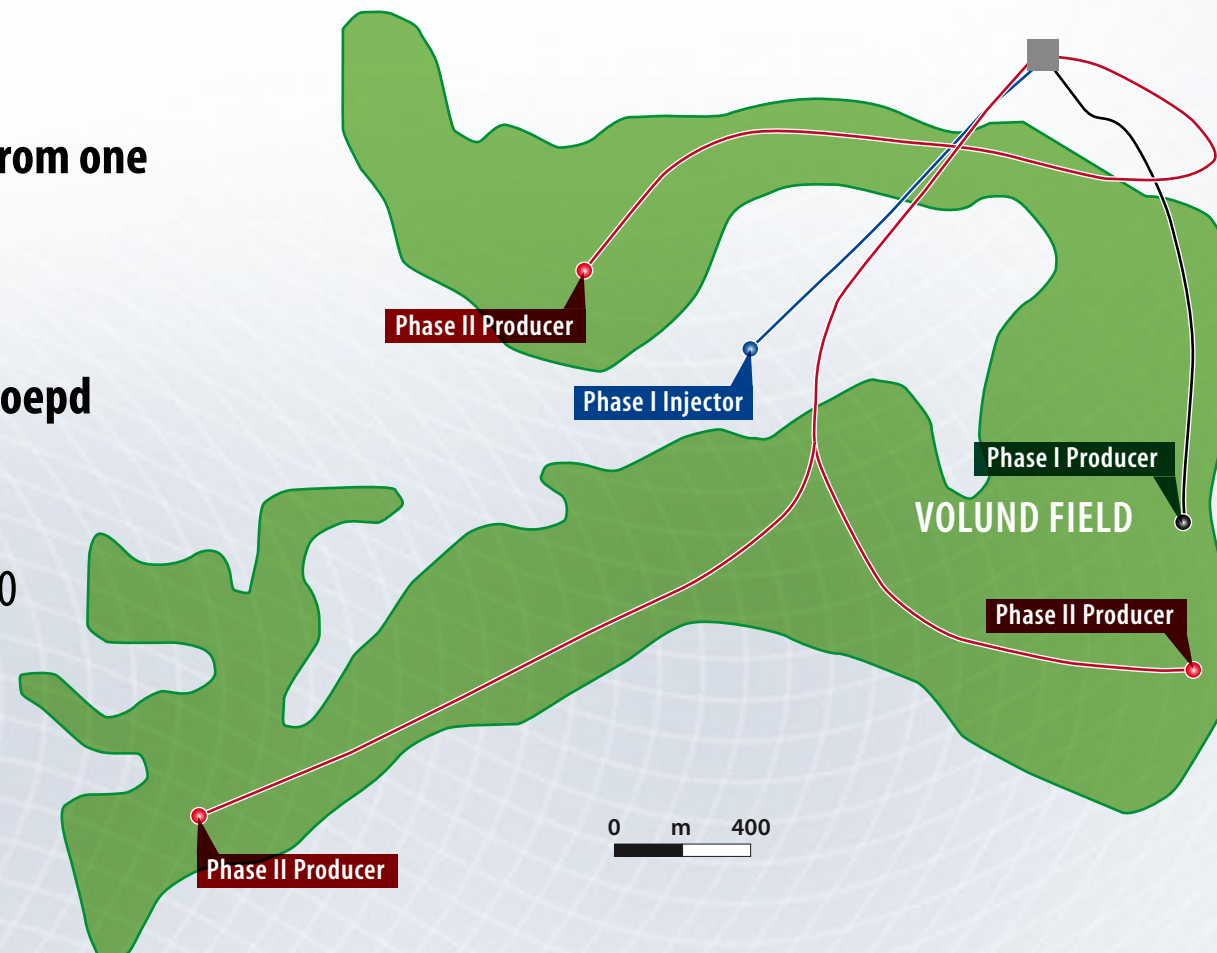 rom one
Phase II Producer
oepd
Phase I Injector
Phase I Producer
VOLUND FIELD
0
Phase II Producer
0 m 400
Phase II Producer